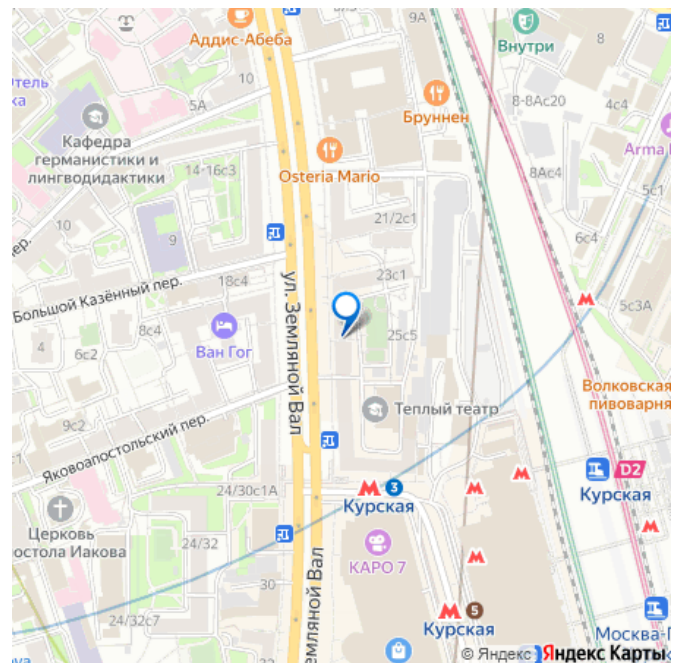 9А
Аддис-Абеба
Внутри
8
10
Отель
5А
8-8Ас20
4с4
Бруннен
Кафедра
германистики и
лингводидактики
14-16с3
Osteria Mario
8Ас4
Arma
5с1
10
21/2с1
пер.
9
6с4
23с1
18с4
Большой Казённый пер.
ул. Земляной Вал
М
5с3А
8с4
4
6с2
Ван Гог
25с5
Волковская
пивоварня
9с2
Теплый театр
Яковоапостольский пер.
М
D2
24/30с1А
М 3
М
Курская
Курская
Церковь
апостола Иакова
24/32
М
КАРО 7
М
30
Земляной Вал
24/32с7
М 5
Курская
Москва-
© Яндекс Яндекс Карты